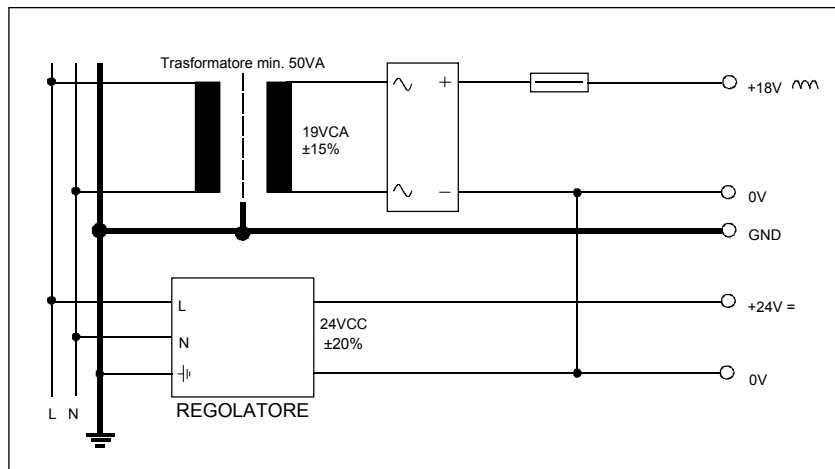 Trasformatore min. 50VA
+18V
19VCA
±15%
+
−
0V
GND
L
N
24VCC
±20%
+24V =
0V
REGOLATORE
L N